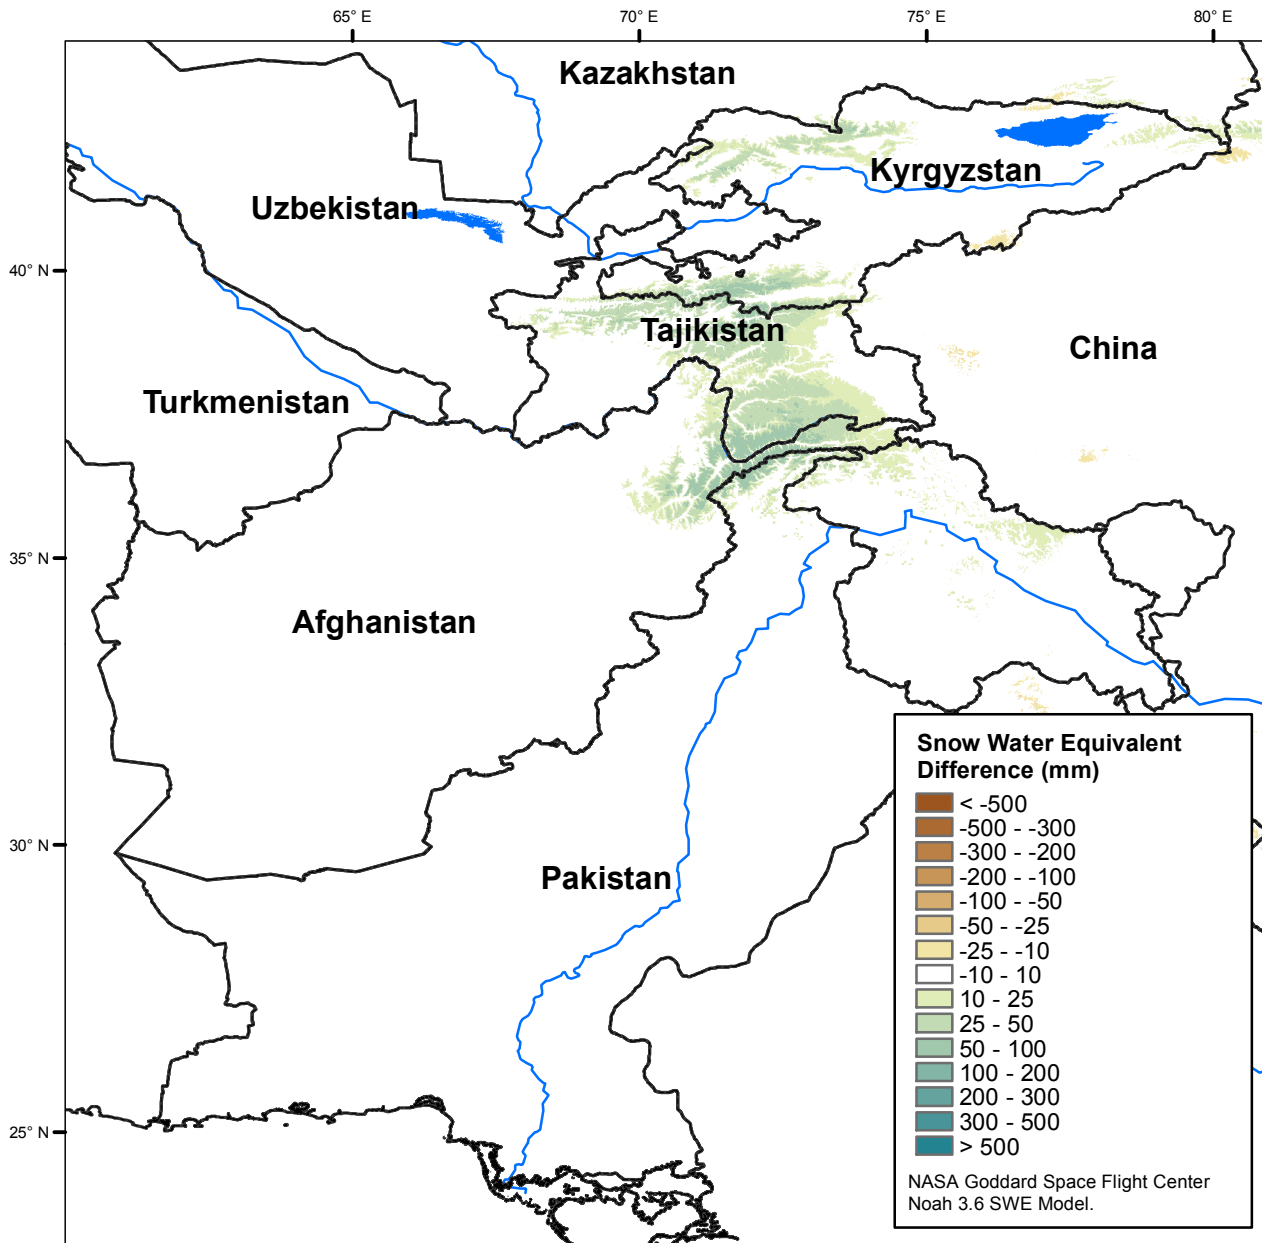 65° E
70° E
75° E
80° E
Kazakhstan
Kyrgyzstan
Uzbekistan
40° N
Tajikistan
China
Turkmenistan
35° N
Afghanistan
30° N
Pakistan
25° N
Snow Water Equivalent
Difference (mm)
< -500
-500 - -300
-300 - -200
-200 - -100
-100 - -50
-50 - -25
-25 - -10
-10 - 10
10 - 25
25 - 50
50 - 100
100 - 200
200 - 300
300 - 500
> 500
NASA Goddard Space Flight Center
Noah 3.6 SWE Model.